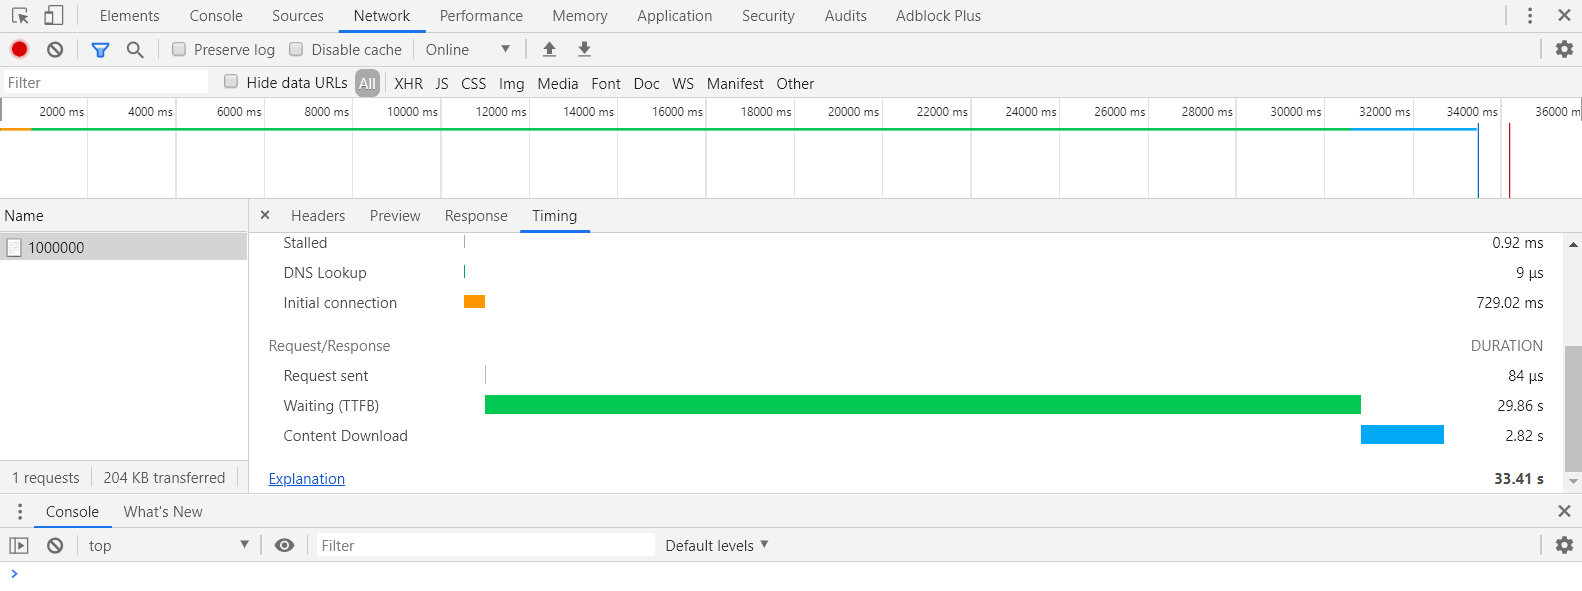 Elements Console Sources Network Performance Memory Application Security Audits Adblock Plus
Preserve log Disable cache Online
Filter Hide data URLs All XHR JS CSS Img Media Font Doc WS Manifest Other
2000 ms 4000 ms 6000 ms 8000 ms 10000 ms 12000 ms 14000 ms 16000 ms 18000 ms 20000 ms 22000 ms 24000 ms 26000 ms 28000 ms 30000 ms 32000 ms 34000 ms 36000 m
Name Headers Preview Response Timing
1000000
Stalled 0.92 ms
DNS Lookup 9 µs
Initial connection 729.02 ms
Request/Response DURATION
Request sent 84 µs
Waiting (TTFB) 29.86 s
Content Download 2.82 s
1 requests 204 KB transferred
Explanation 33.41 s
Console What's New
top Filter Default levels